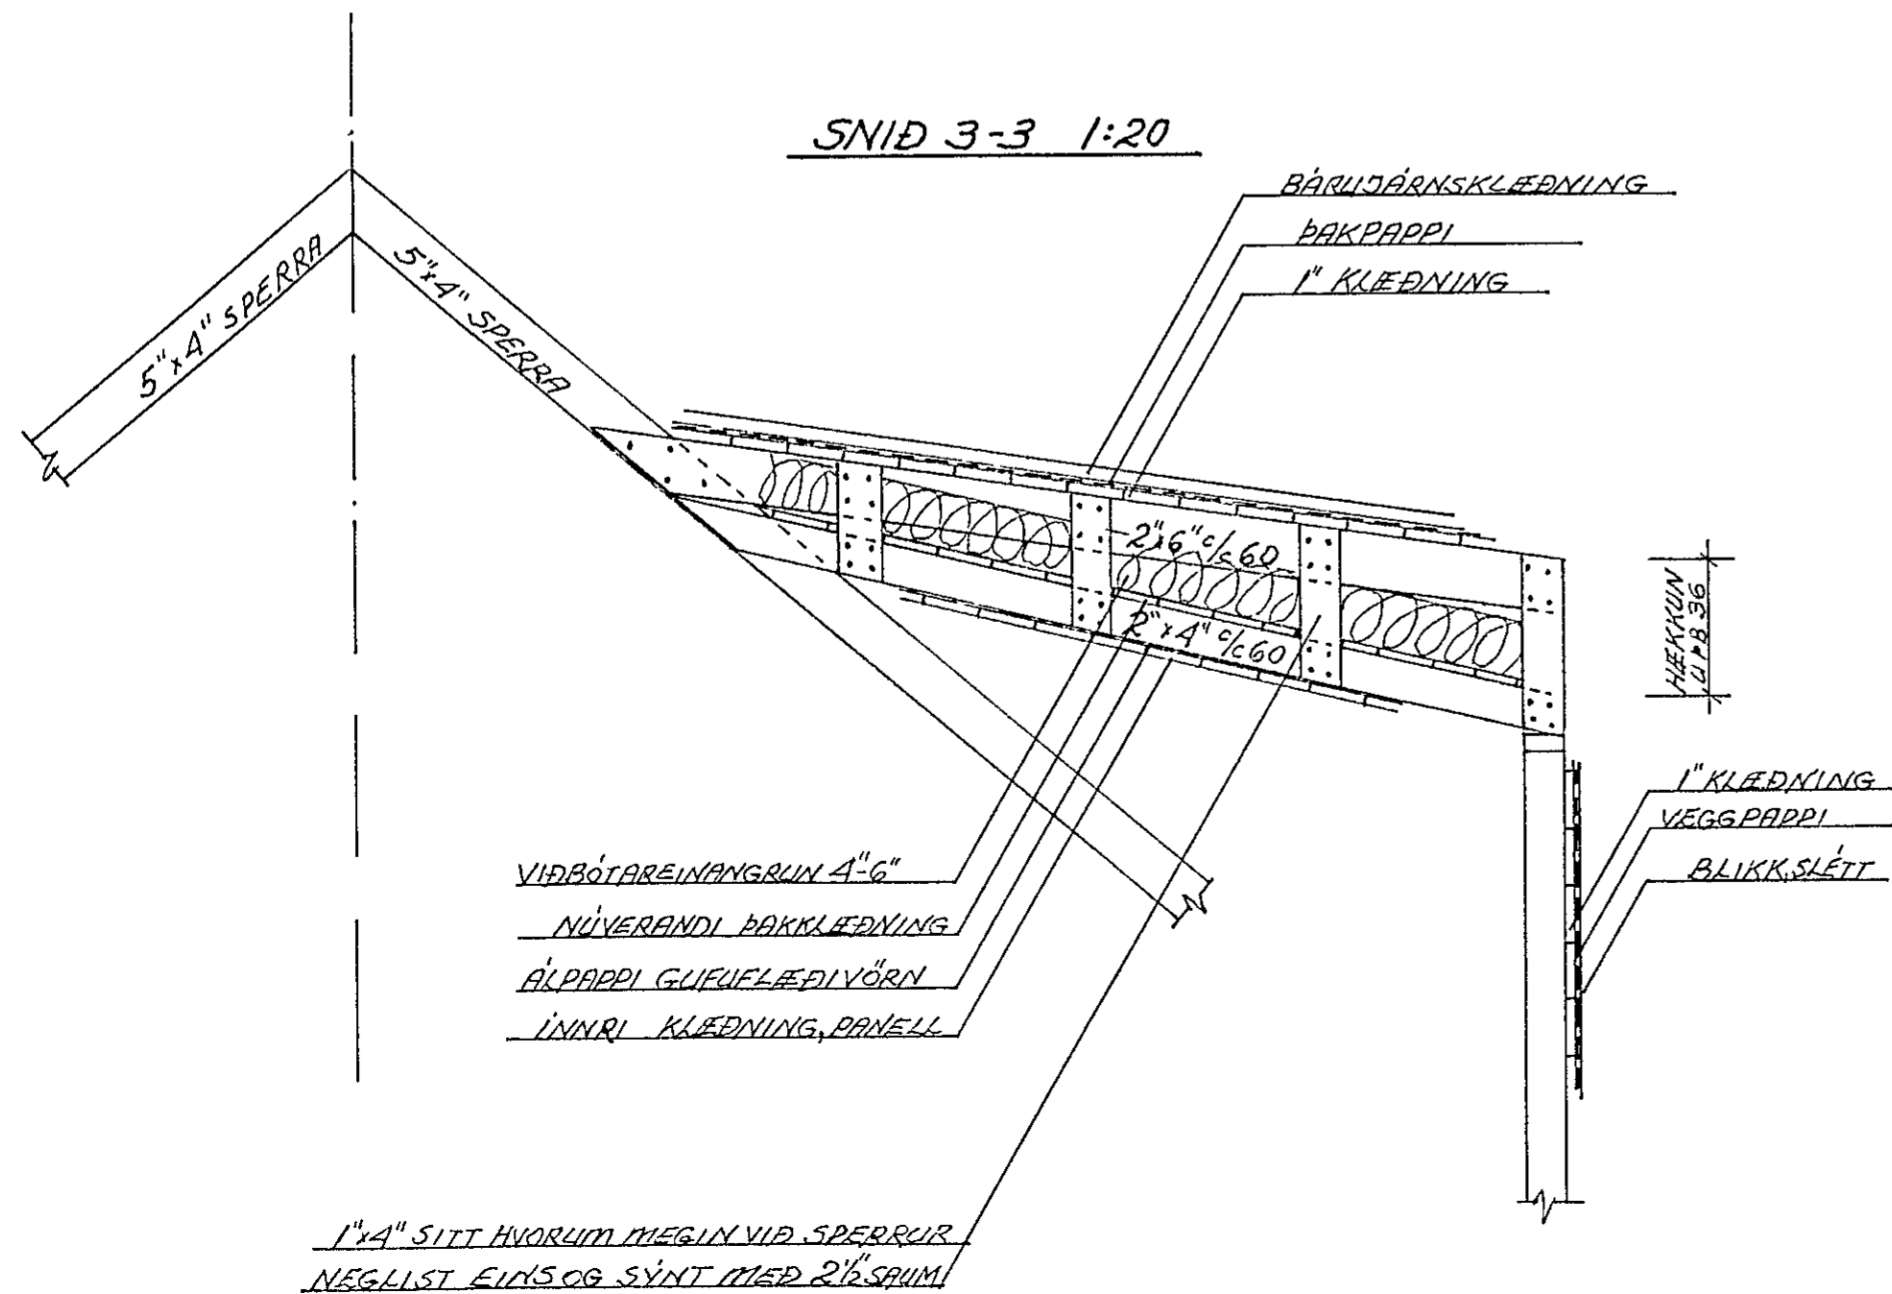 SNIÐ 3-3 1:20
BÁRUJÁRNSKLÆÐNING
ÞAKPAPPI
1" KLÆÐNING
5"x4" SPERRA
5"x4" SPERRA
2"x6" c/c 60
2"x4" c/c 60
HÆKKUN
U.Þ.B 36
1" KLÆÐNING
VEGGPAPPI
BLIKK, SLÉTT
VIÐBÓTAREINANGRUN 4"-6"
NÚVERANDI ÞAKKLÆÐNING
ÁLPAPPI GUFUFLÆÐIVÖRN
INNRI KLÆÐNING, PANELL
1"x4" SITT HVORUM MEGIN VIÐ SPERRUR
NEGLIST EINS OG SÝNT MEÐ 2½" SAUM